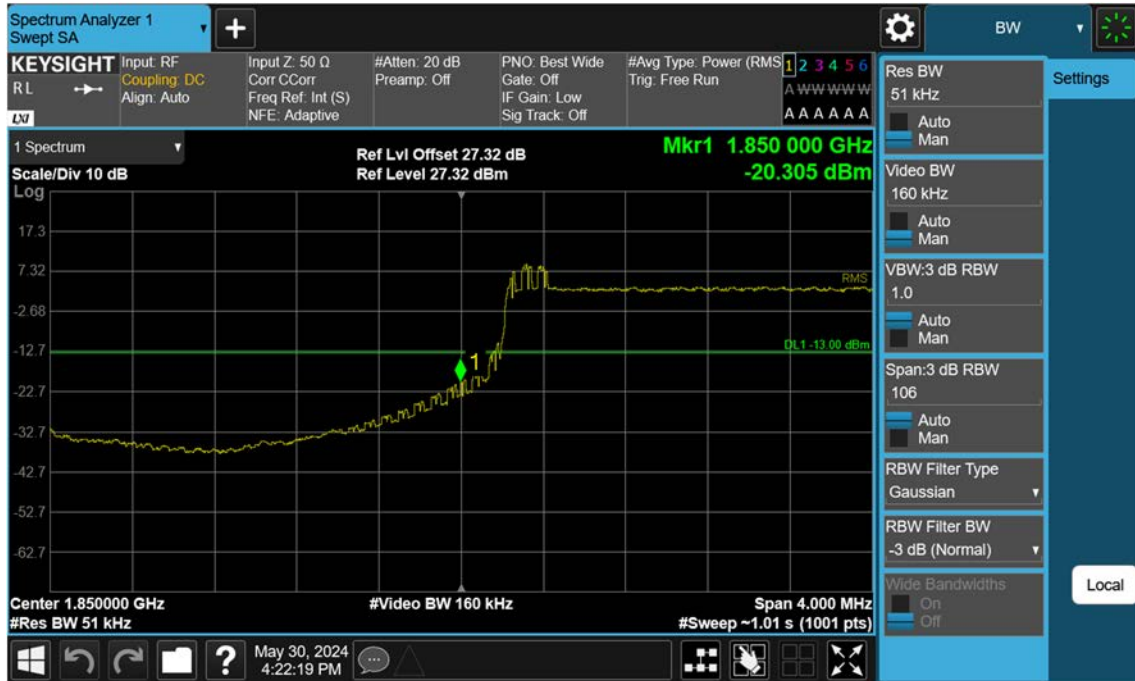 Spectrum Analyzer 1
Swept SA
+
BW
KEYSIGHT
R L
LXI
Input: RF
Coupling: DC
Align: Auto
Input Z: 50 Ω
Corr CCorr
Freq Ref: Int (S)
NFE: Adaptive
#Atten: 20 dB
Preamp: Off
PNO: Best Wide
Gate: Off
IF Gain: Low
Sig Track: Off
#Avg Type: Power (RMS
Trig: Free Run
1 2 3 4 5 6
A W W W W W
A A A A A A
1 Spectrum
Scale/Div 10 dB
Log
Ref Lvl Offset 27.32 dB
Ref Level 27.32 dBm
Mkr1 1.850 000 GHz
-20.305 dBm
17.3
7.32
-2.68
-12.7
-22.7
-32.7
-42.7
-52.7
-62.7
RMS
DL1 -13.00 dBm
1
Center 1.850000 GHz
#Res BW 51 kHz
#Video BW 160 kHz
Span 4.000 MHz
#Sweep ~1.01 s (1001 pts)
Res BW
51 kHz
Auto
Man
Video BW
160 kHz
Auto
Man
VBW:3 dB RBW
1.0
Auto
Man
Span:3 dB RBW
106
Auto
Man
RBW Filter Type
Gaussian
RBW Filter BW
-3 dB (Normal)
Wide Bandwidths
On
Off
Settings
Local
?
May 30, 2024
4:22:19 PM